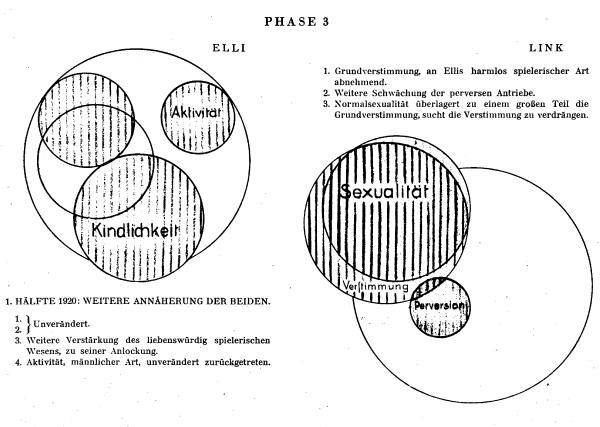 PHASE 3
ELLI
Aktivität
Kindlichkeit
1. HÄLFTE 1920: WEITERE ANNÄHERUNG DER BEIDEN.
1.
2. } Unverändert.
3. Weitere Verstärkung des liebenswürdig spielerischen
Wesens, zu seiner Anlockung.
4. Aktivität, männlicher Art, unverändert zurückgetreten.
LINK
1. Grundverstimmung, an Ellis harmlos spielerischer Art
abnehmend.
2. Weitere Schwächung der perversen Antriebe.
3. Normalsexualität überlagert zu einem großen Teil die
Grundverstimmung, sucht die Verstimmung zu verdrängen.
Sexualität
Verstimmung
Perversion